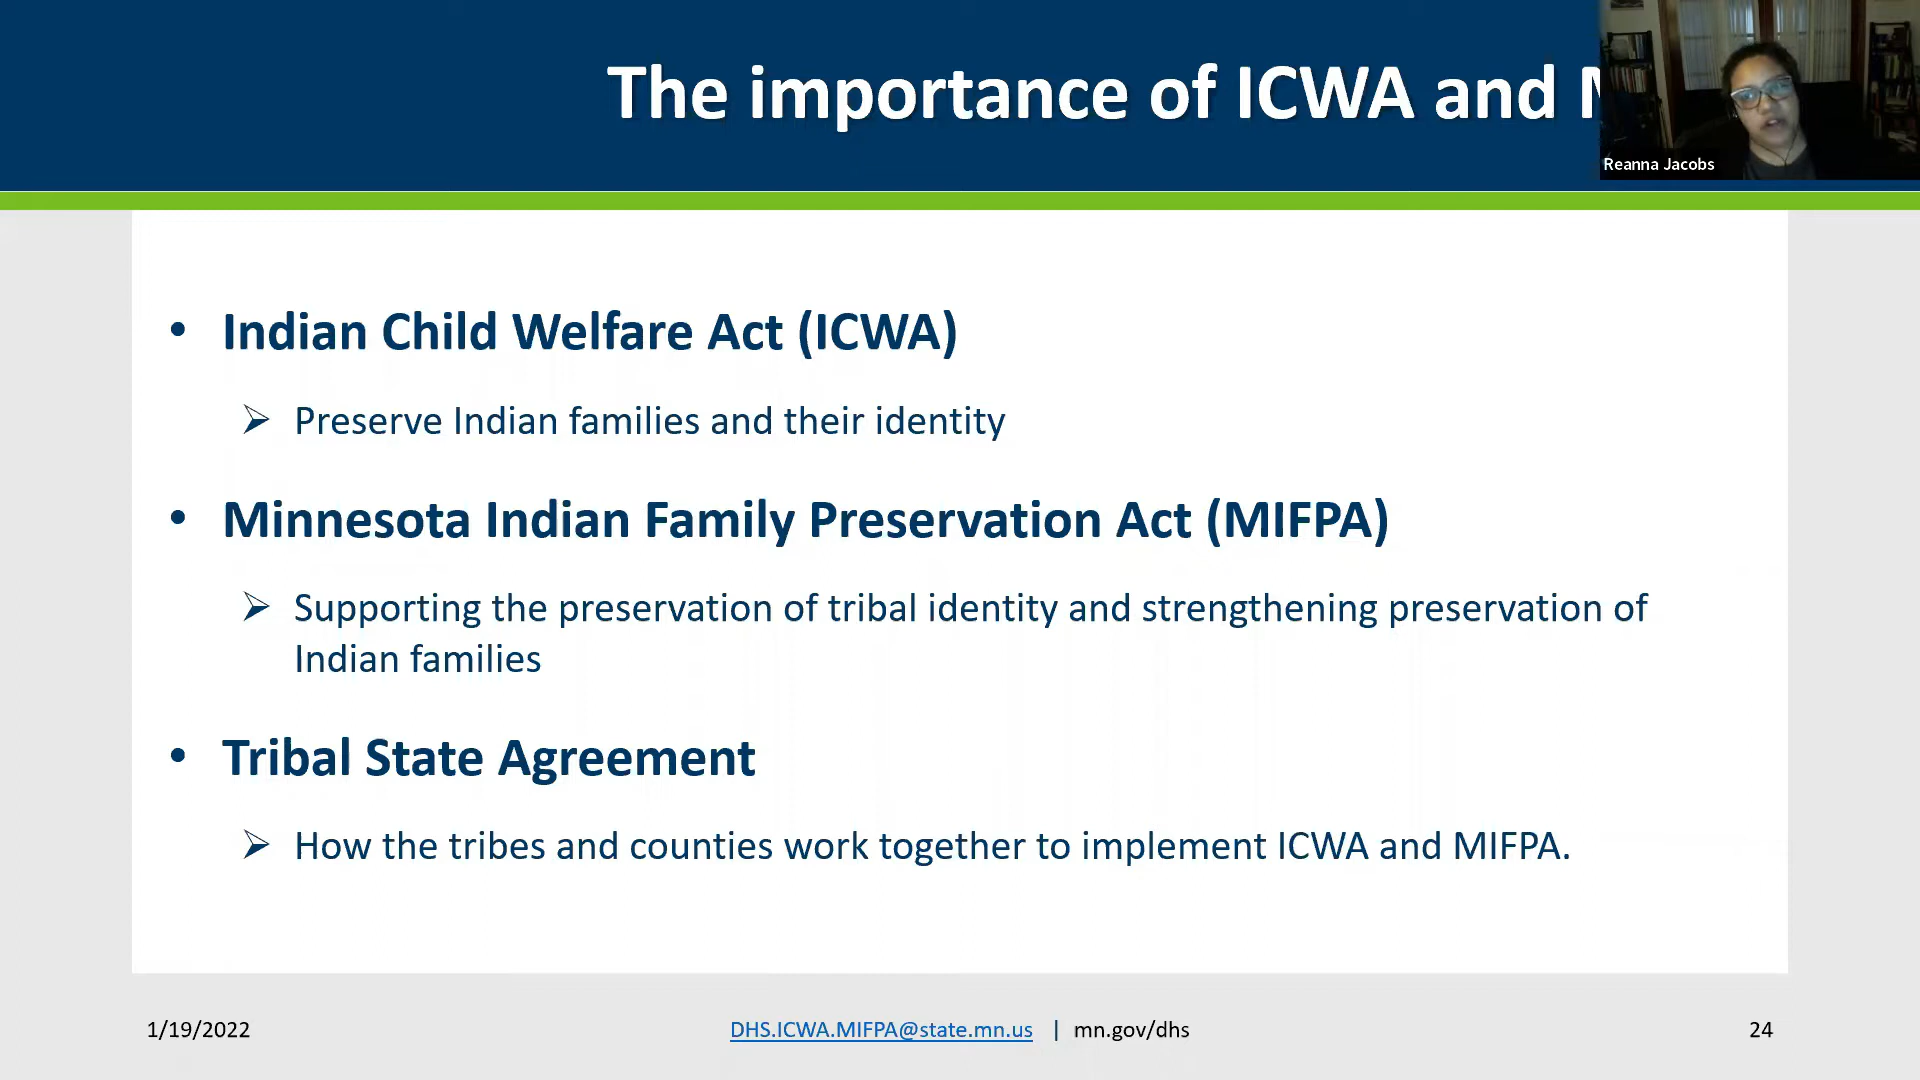 The importance of ICWA and
Reanna Jacobs
• Indian Child Welfare Act (ICWA)
➢ Preserve Indian families and their identity
• Minnesota Indian Family Preservation Act (MIFPA)
➢ Supporting the preservation of tribal identity and strengthening preservation of
Indian families
• Tribal State Agreement
➢ How the tribes and counties work together to implement ICWA and MIFPA.
1/19/2022
DHS.ICWA.MIFPA@state.mn.us | mn.gov/dhs
24